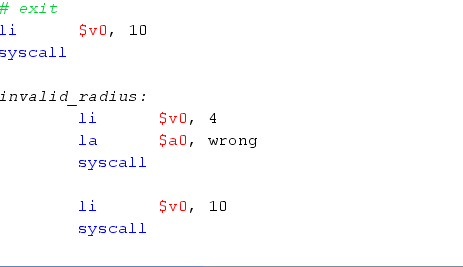 # exit
li $v0, 10
syscall
invalid_radius:
li $v0, 4
la $a0, wrong
syscall
li $v0, 10
syscall